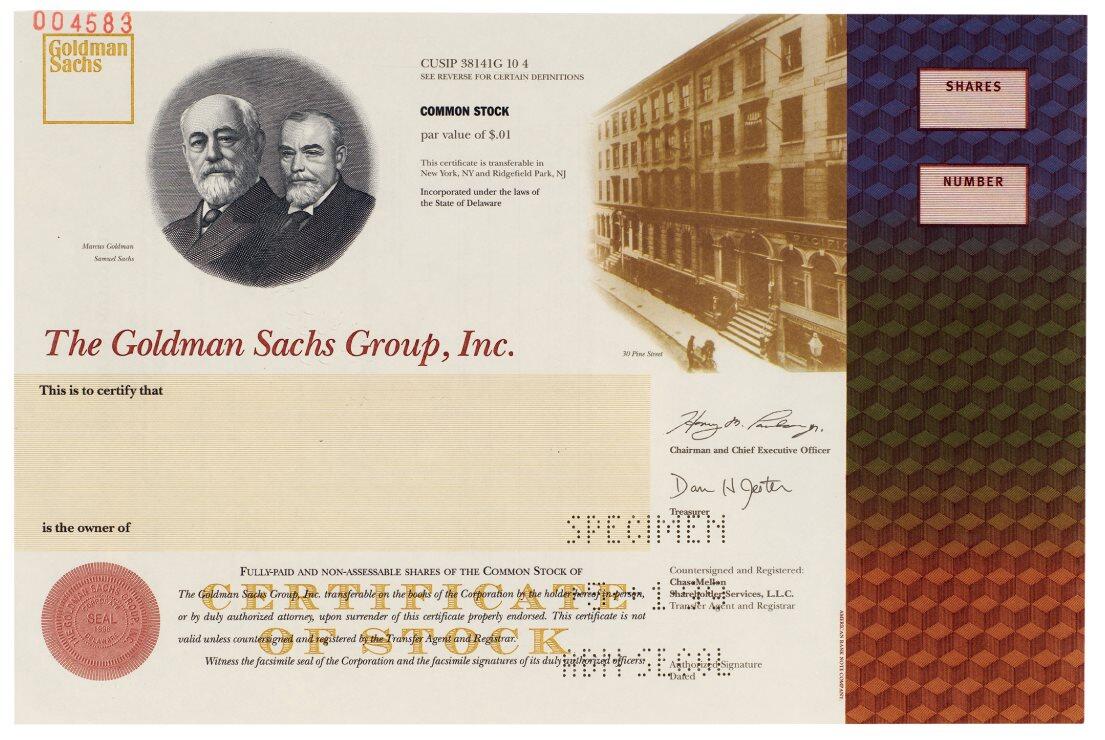 004583
Goldman
Sachs
CUSIP 38141G 10 4
SEE REVERSE FOR CERTAIN DEFINITIONS
COMMON STOCK
par value of $.01
This certificate is transferable in
New York, NY and Ridgefield Park, NJ
Incorporated under the laws of
the State of Delaware
Marcus Goldman
Samuel Sachs
SHARES
NUMBER
PACIFIC
30 Pine Street
The Goldman Sachs Group, Inc.
This is to certify that
is the owner of
Chairman and Chief Executive Officer
Dan H Jester
Treasurer
SPECIMEN
FULLY-PAID AND NON-ASSESSABLE SHARES OF THE COMMON STOCK OF
CERTIFICATE
OF STOCK
The Goldman Sachs Group, Inc. transferable on the books of the Corporation by the holder hereof in person,
or by duly authorized attorney, upon surrender of this certificate properly endorsed. This certificate is not
valid unless countersigned and registered by the Transfer Agent and Registrar.
Witness the facsimile seal of the Corporation and the facsimile signatures of its duly authorized officers.
SEAL
1998
Countersigned and Registered:
ChaseMellon
Shareholder Services, L.L.C.
Transfer Agent and Registrar
Authorized Signature
Dated
AMERICAN BANK NOTE COMPANY